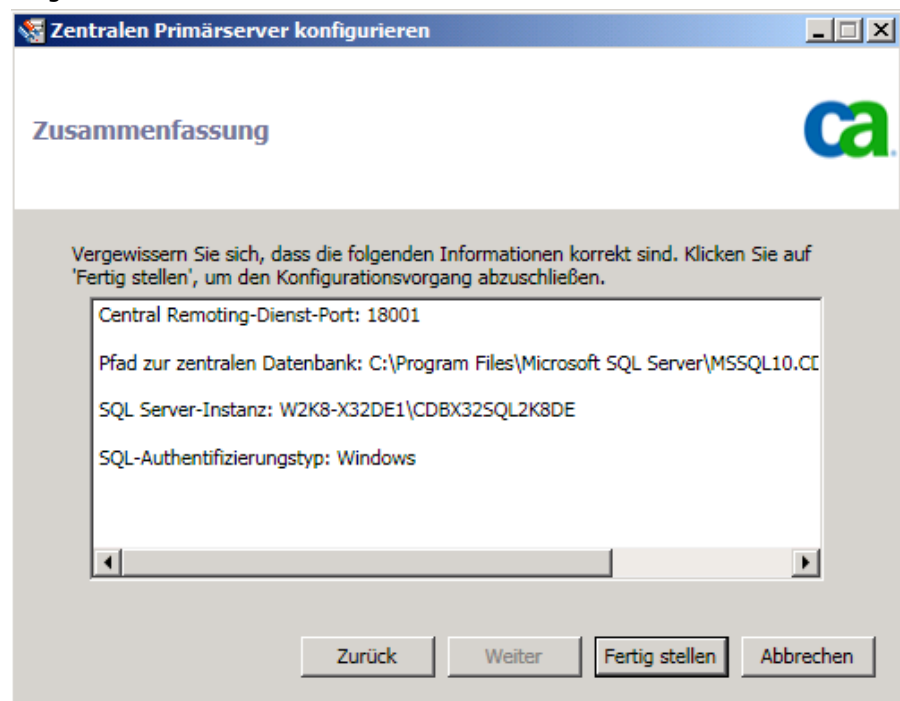 Zentralen Primärserver konfigurieren
Zusammenfassung
ca
Vergewissern Sie sich, dass die folgenden Informationen korrekt sind. Klicken Sie auf
'Fertig stellen', um den Konfigurationsvorgang abzuschließen.
Central Remoting-Dienst-Port: 18001
Pfad zur zentralen Datenbank: C:\Program Files\Microsoft SQL Server\MSSQL10.CD
SQL Server-Instanz: W2K8-X32DE1\CDBX32SQL2K8DE
SQL-Authentifizierungstyp: Windows
Zurück Weiter Fertig stellen Abbrechen